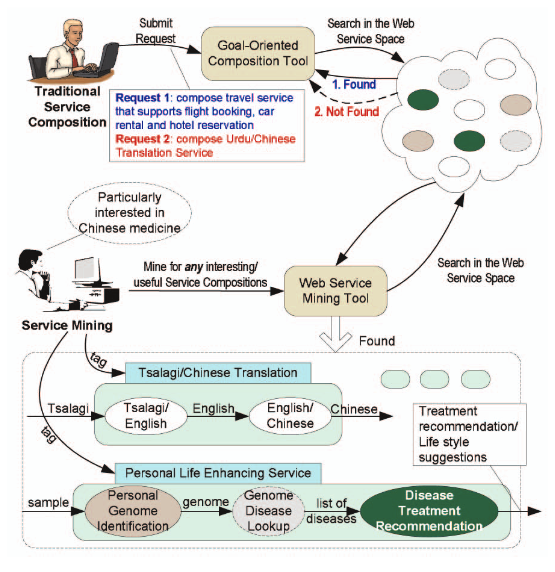 Submit
Request
Search in the Web
Service Space
Goal-Oriented
Composition Tool
Traditional
Service
Composition
1. Found
2. Not Found
Request 1: compose travel service
that supports flight booking, car
rental and hotel reservation
Request 2: compose Urdu/Chinese
Translation Service
Particularly
interested in
Chinese medicine
Mine for any interesting/
useful Service Compositions
Web Service
Mining Tool
Search in the Web
Service Space
Service Mining
Found
tag
Tsalagi/Chinese Translation
Tsalagi
Tsalagi/
English
English
English/
Chinese
Chinese
Treatment
recommendation/
Life style
suggestions
tag
Personal Life Enhancing Service
sample
Personal
Genome
Identification
genome
Genome
Disease
Lookup
list of
diseases
Disease
Treatment
Recommendation